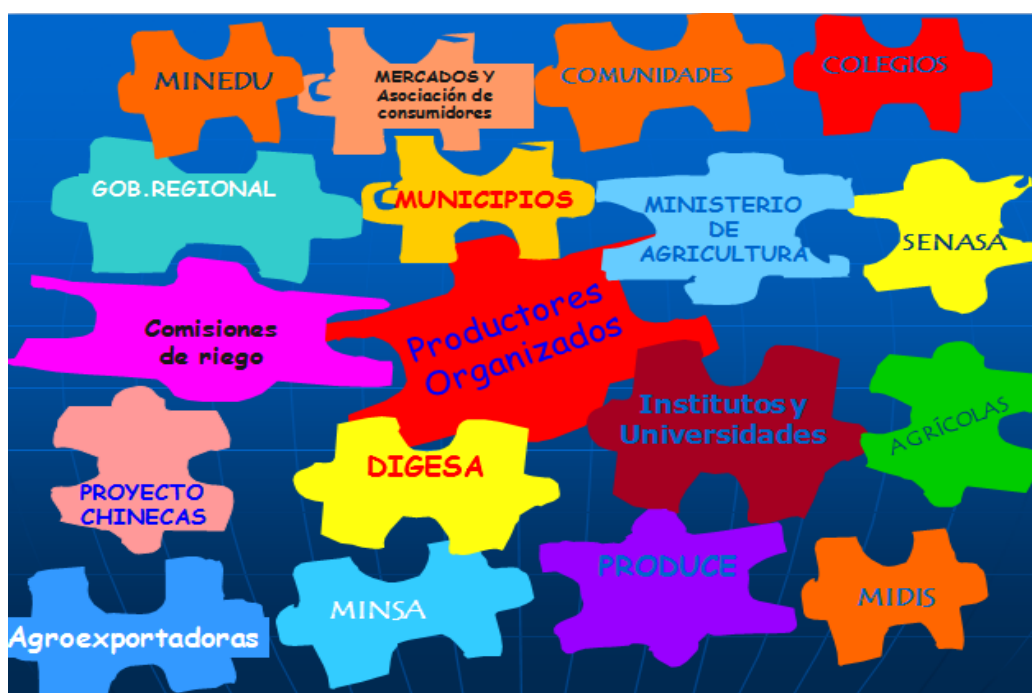 MINEDU
MERCADOS Y
Asociación de
consumidores
COMUNIDADES
COLEGIOS
GOB.REGIONAL
MUNICIPIOS
MINISTERIO
DE
AGRICULTURA
SENASA
Comisiones
de riego
Productores
Organizados
Institutos y
Universidades
AGRÍCOLAS
PROYECTO
CHINECAS
DIGESA
PRODUCE
MINSA
MIDIS
Agroexportadoras